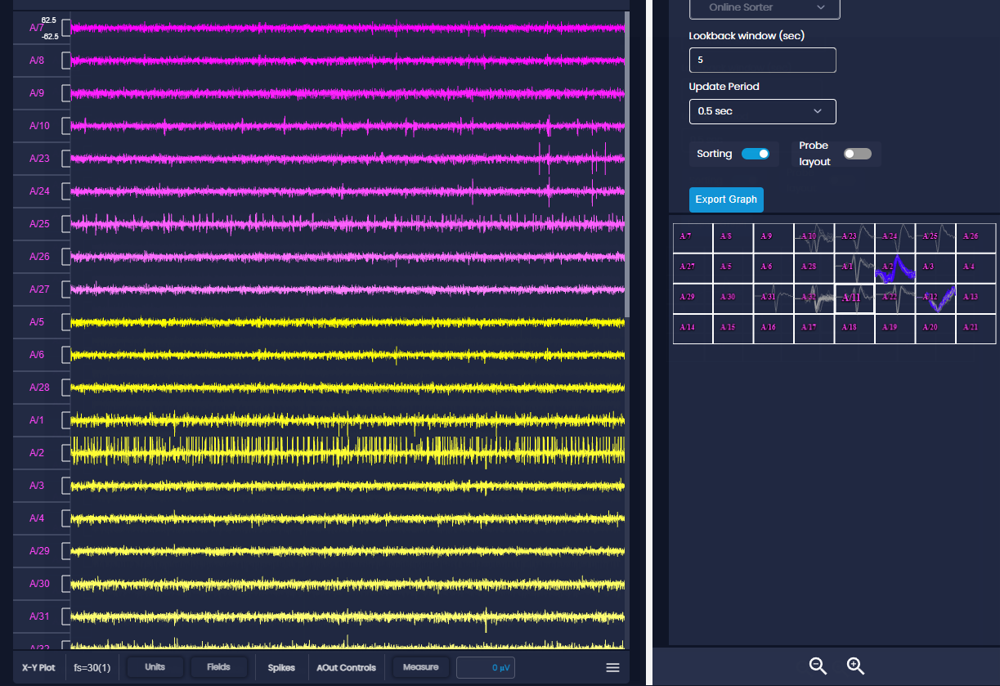 62.5
A/7
-62.5
A/8
A/9
A/10
A/23
A/24
A/25
A/26
A/27
A/5
A/6
A/28
A/1
A/2
A/3
A/4
A/29
A/30
A/31
A/32
X-Y Plot fs=30(1) Units Fields Spikes AOut Controls Measure 0 µV
Online Sorter
Lookback window (sec)
5
Update Period
0.5 sec
Sorting
Probe
layout
Export Graph
A/7 A/8 A/9 A/10 A/23 A/24 A/25 A/26
A/27 A/5 A/6 A/28 A/1 A/2 A/3 A/4
A/29 A/30 A/31 A/32 A/11 A/22 A/12 A/13
A/14 A/15 A/16 A/17 A/18 A/19 A/20 A/21